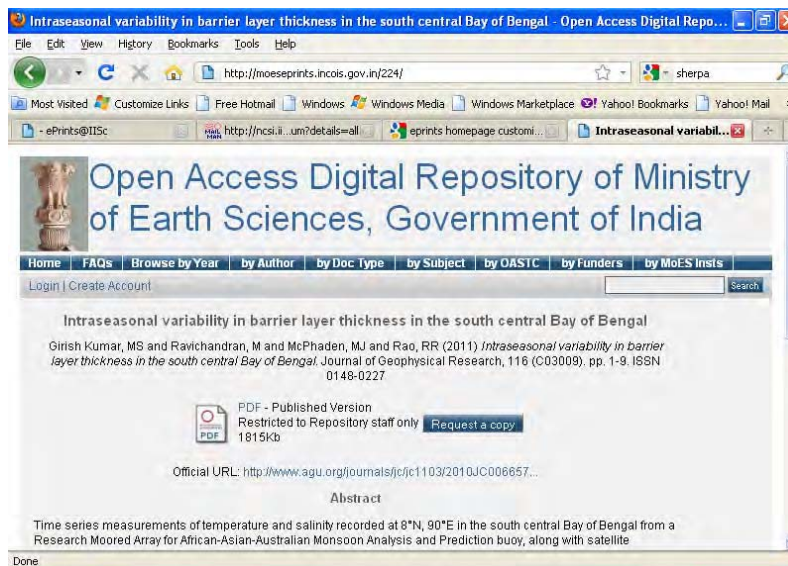 Intraseasonal variability in barrier layer thickness in the south central Bay of Bengal - Open Access Digital Repo...
File Edit View History Bookmarks Tools Help
http://moeseprints.incois.gov.in/224/ sherpa
Most Visited Customize Links Free Hotmail Windows Windows Media Windows Marketplace Yahoo! Bookmarks Yahoo! Mail
- ePrints@IISc http://ncsi.ii...um?details=all eprints homepage customi... Intraseasonal variabil...
Open Access Digital Repository of Ministry
of Earth Sciences, Government of India
Home FAQs Browse by Year by Author by Doc Type by Subject by OASTC by Funders by MoES Insts
Login | Create Account Search
Intraseasonal variability in barrier layer thickness in the south central Bay of Bengal
Girish Kumar, MS and Ravichandran, M and McPhaden, MJ and Rao, RR (2011) Intraseasonal variability in barrier
layer thickness in the south central Bay of Bengal. Journal of Geophysical Research, 116 (C03009). pp. 1-9. ISSN
0148-0227
PDF - Published Version
Restricted to Repository staff only Request a copy
1815Kb
PDF
Official URL: http://www.agu.org/journals/jc/jc1103/2010JC006657...
Abstract
Time series measurements of temperature and salinity recorded at 8°N, 90°E in the south central Bay of Bengal from a
Research Moored Array for African-Asian-Australian Monsoon Analysis and Prediction buoy, along with satellite
Done